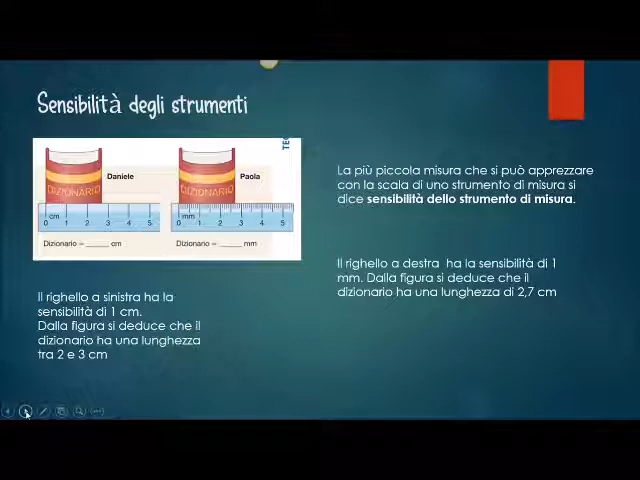 Sensibilità degli strumenti
TEC
DIZIONARIO
Daniele
DIZIONARIO
Paola
cm
0 1 2 3 4 5
mm
0 1 2 3 4 5
Dizionario = ______ cm
Dizionario = ______ mm
La più piccola misura che si può apprezzare
con la scala di uno strumento di misura si
dice sensibilità dello strumento di misura.
Il righello a destra ha la sensibilità di 1
mm. Dalla figura si deduce che il
dizionario ha una lunghezza di 2,7 cm
Il righello a sinistra ha la
sensibilità di 1 cm.
Dalla figura si deduce che il
dizionario ha una lunghezza
tra 2 e 3 cm